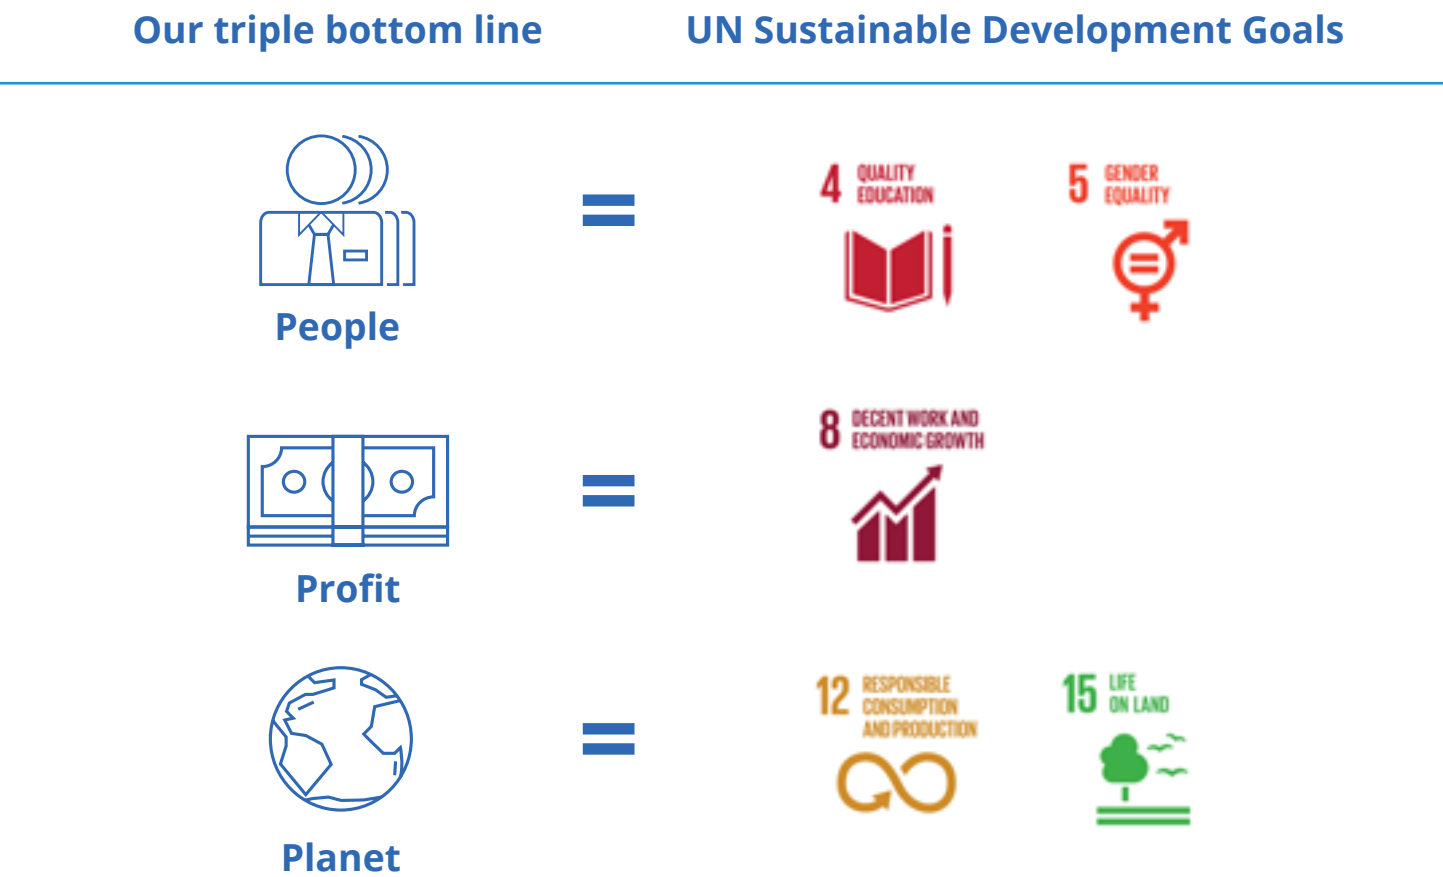 Our triple bottom line
UN Sustainable Development Goals
People
=
4 QUALITY
EDUCATION
5 GENDER
EQUALITY
Profit
=
8 DECENT WORK AND
ECONOMIC GROWTH
Planet
=
12 RESPONSIBLE
CONSUMPTION
AND PRODUCTION
15 LIFE
ON LAND